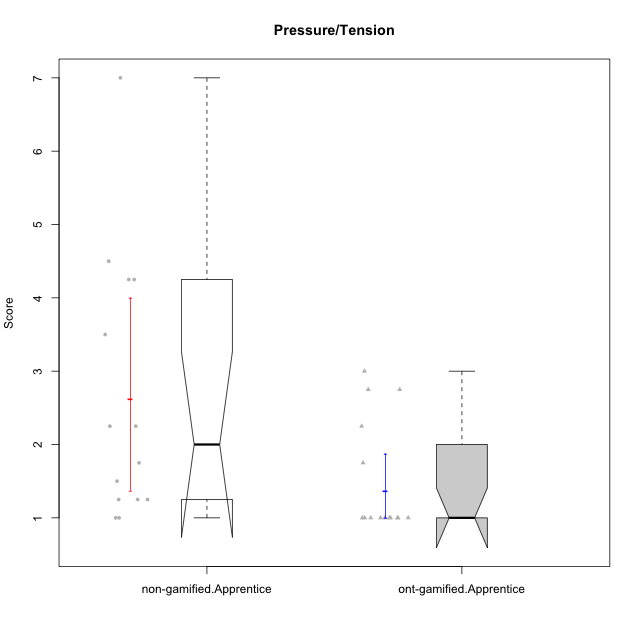 Pressure/Tension
Score
7
6
5
4
3
2
1
non-gamified.Apprentice
ont-gamified.Apprentice